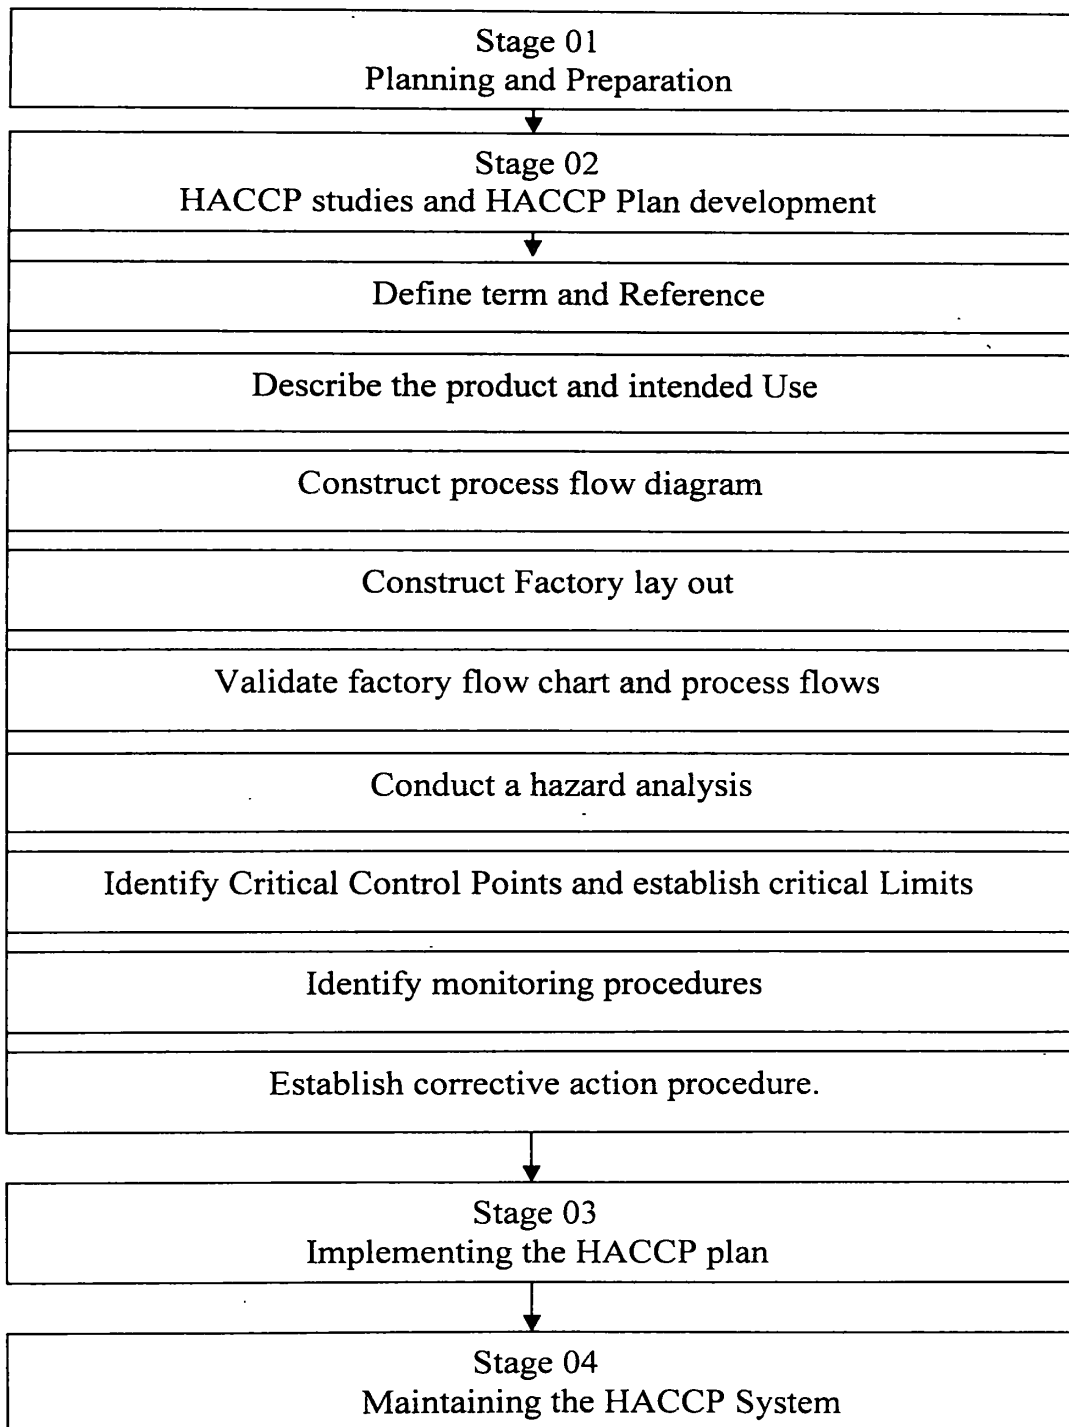 Stage 01
Planning and Preparation
Stage 02
HACCP studies and HACCP Plan development
Define term and Reference
Describe the product and intended Use
Construct process flow diagram
Construct Factory lay out
Validate factory flow chart and process flows
Conduct a hazard analysis
Identify Critical Control Points and establish critical Limits
Identify monitoring procedures
Establish corrective action procedure.
Stage 03
Implementing the HACCP plan
Stage 04
Maintaining the HACCP System